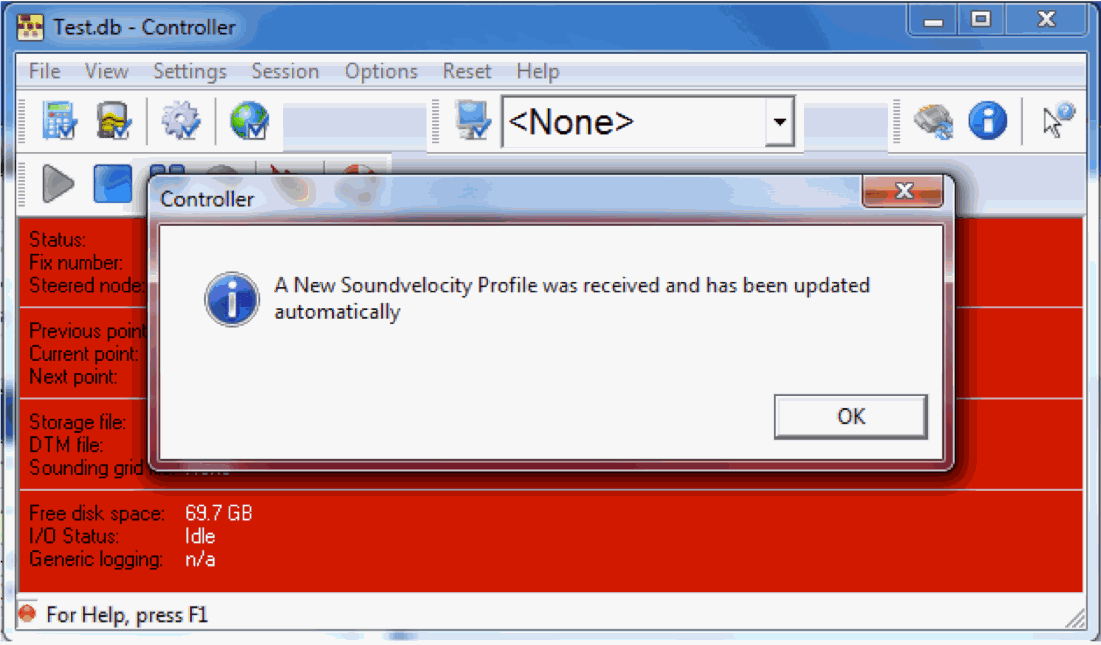 Test.db - Controller
File View Settings Session Options Reset Help
<None>
Controller
Status:
Fix number:
Steered node:
A New Soundvelocity Profile was received and has been updated
automatically
Previous point
Current point:
Next point:
OK
Storage file:
DTM file:
Sounding grid
Free disk space: 69.7 GB
I/O Status: Idle
Generic logging: n/a
For Help, press F1